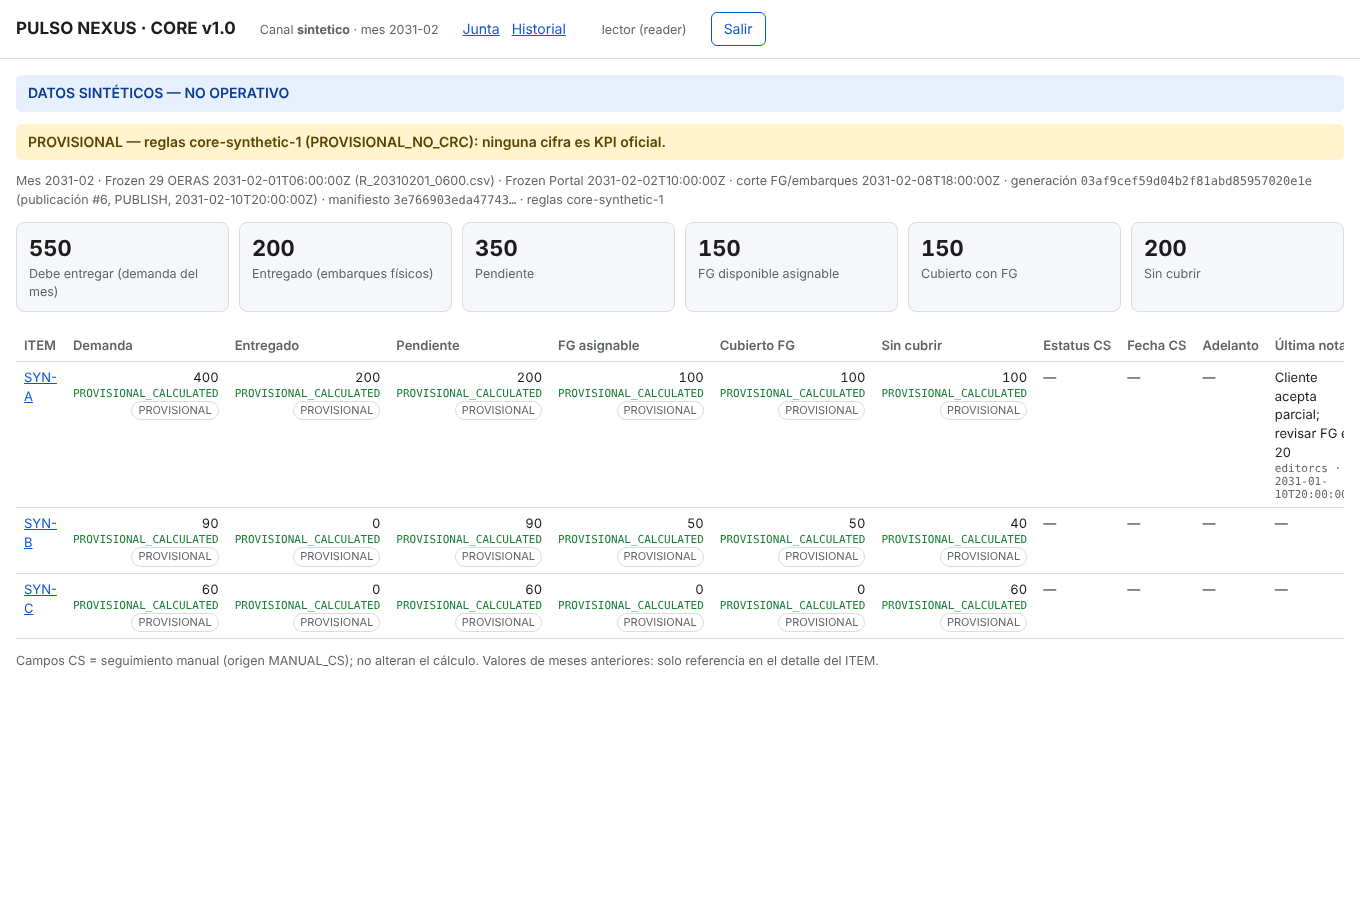 PULSO NEXUS · CORE v1.0 Canal sintetico · mes 2031-02 Junta Historial lector (reader) Salir
DATOS SINTÉTICOS — NO OPERATIVO
PROVISIONAL — reglas core-synthetic-1 (PROVISIONAL_NO_CRC): ninguna cifra es KPI oficial.
Mes 2031-02 · Frozen 29 OERAS 2031-02-01T06:00:00Z (R_20310201_0600.csv) · Frozen Portal 2031-02-02T10:00:00Z · corte FG/embarques 2031-02-08T18:00:00Z · generación 03af9cef59d04b2f81abd85957020e1e
(publicación #6, PUBLISH, 2031-02-10T20:00:00Z) · manifiesto 3e766903eda47743… · reglas core-synthetic-1
550 200 350 150 150 200
Debe entregar (demanda del Entregado (embarques físicos) Pendiente FG disponible asignable Cubierto con FG Sin cubrir
mes)
ITEM Demanda Entregado Pendiente FG asignable Cubierto FG Sin cubrir Estatus CS Fecha CS Adelanto Última nota
SYN- 400 200 200 100 100 100 — — — Cliente
A PROVISIONAL_CALCULATED PROVISIONAL_CALCULATED PROVISIONAL_CALCULATED PROVISIONAL_CALCULATED PROVISIONAL_CALCULATED PROVISIONAL_CALCULATED acepta
PROVISIONAL PROVISIONAL PROVISIONAL PROVISIONAL PROVISIONAL PROVISIONAL parcial;
revisar FG
20
editorcs ·
2031-01-
10T20:00:00
SYN- 90 0 90 50 50 40 — — — —
B PROVISIONAL_CALCULATED PROVISIONAL_CALCULATED PROVISIONAL_CALCULATED PROVISIONAL_CALCULATED PROVISIONAL_CALCULATED PROVISIONAL_CALCULATED
PROVISIONAL PROVISIONAL PROVISIONAL PROVISIONAL PROVISIONAL PROVISIONAL
SYN- 60 0 60 0 0 60 — — — —
C PROVISIONAL_CALCULATED PROVISIONAL_CALCULATED PROVISIONAL_CALCULATED PROVISIONAL_CALCULATED PROVISIONAL_CALCULATED PROVISIONAL_CALCULATED
PROVISIONAL PROVISIONAL PROVISIONAL PROVISIONAL PROVISIONAL PROVISIONAL
Campos CS = seguimiento manual (origen MANUAL_CS); no alteran el cálculo. Valores de meses anteriores: solo referencia en el detalle del ITEM.